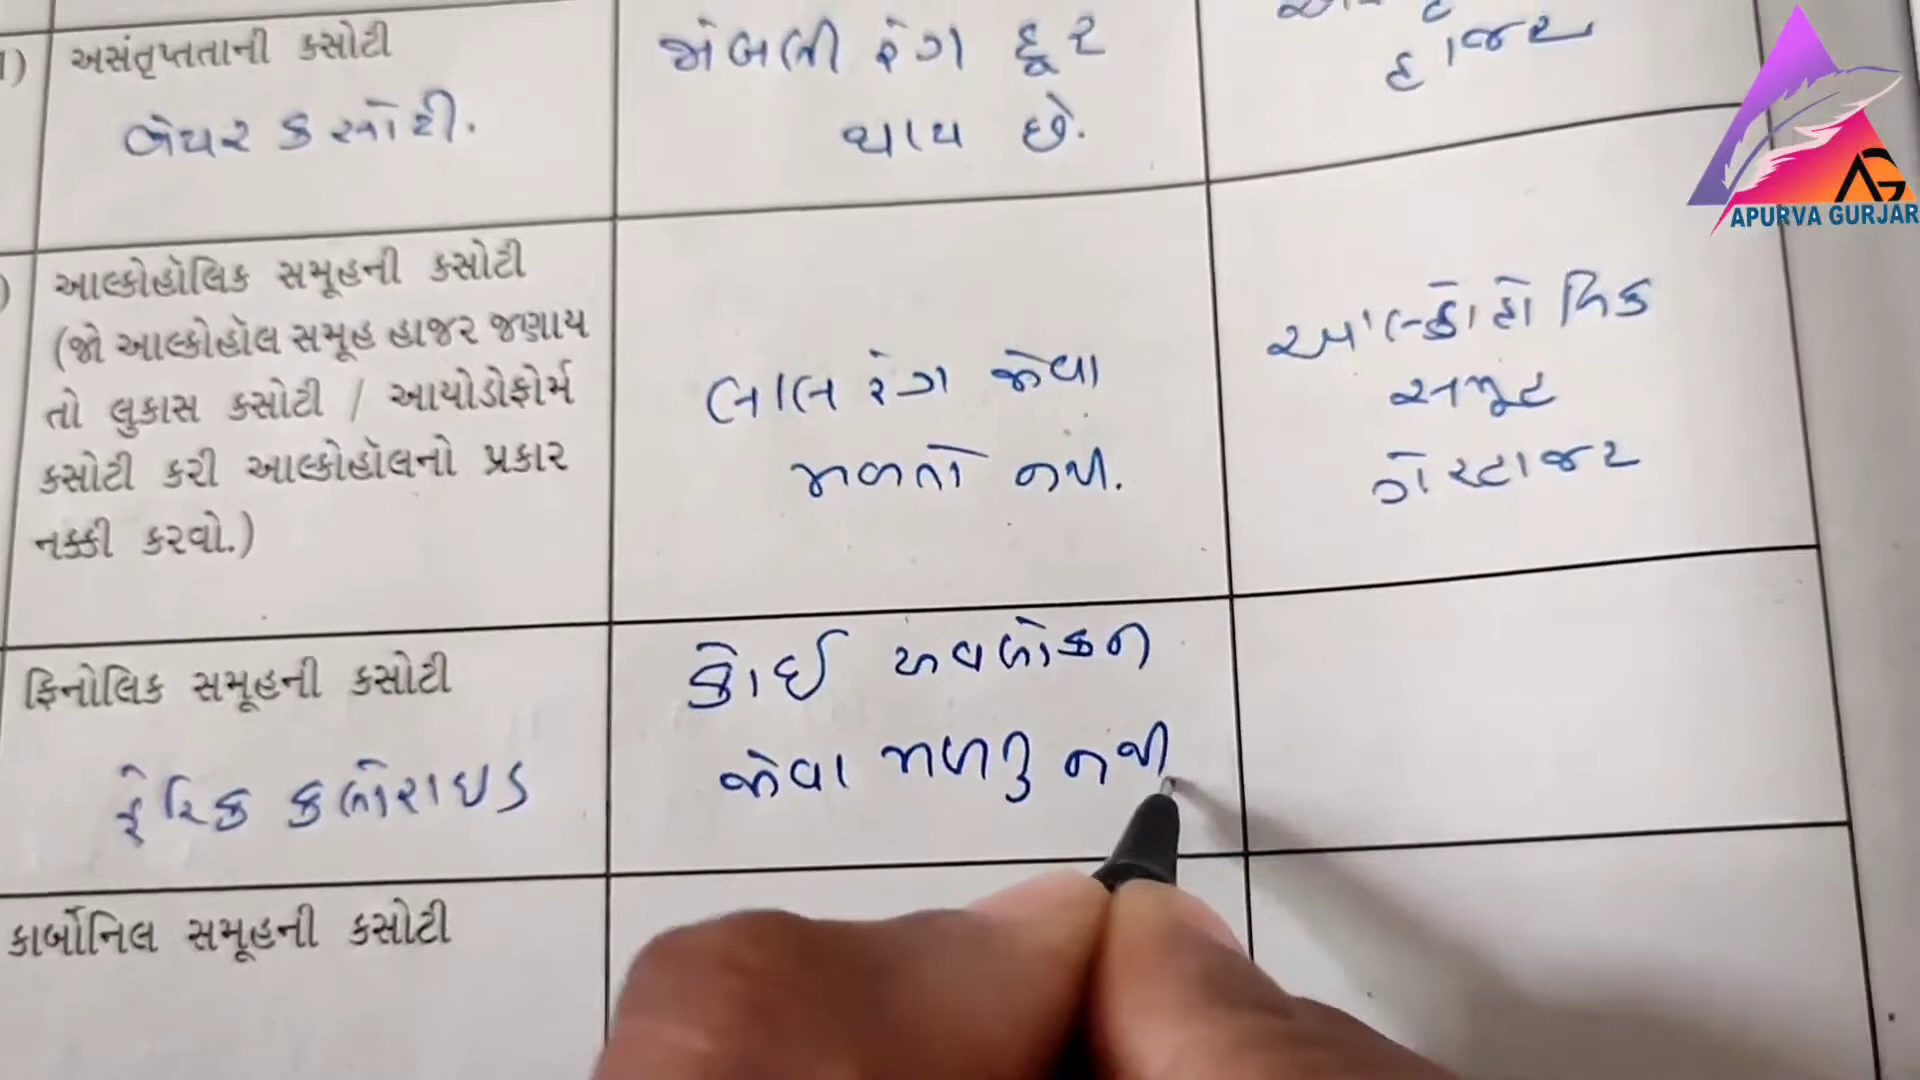 અસંતૃપ્તતાની કસોટી
બેયર કસોટી.
જાંબલી રંગ દૂર
થાય છે.
હાજર
આલ્કોહૉલિક સમૂહની કસોટી
(જો આલ્કોહૉલ સમૂહ હાજર જણાય
તો લુકાસ કસોટી / આયોડોફોર્મ
કસોટી કરી આલ્કોહૉલનો પ્રકાર
નક્કી કરવો.)
લાલ રંગ જોવા
મળતો નથી.
આલ્કોહોલિક
સમૂહ
ગેરહાજર
ફિનોલિક સમૂહની કસોટી
ફેરિક ક્લોરાઇડ
કોઈ અવલોકન
જોવા મળતુ નથી
કાર્બોનિલ સમૂહની કસોટી
AG
APURVA GURJAR